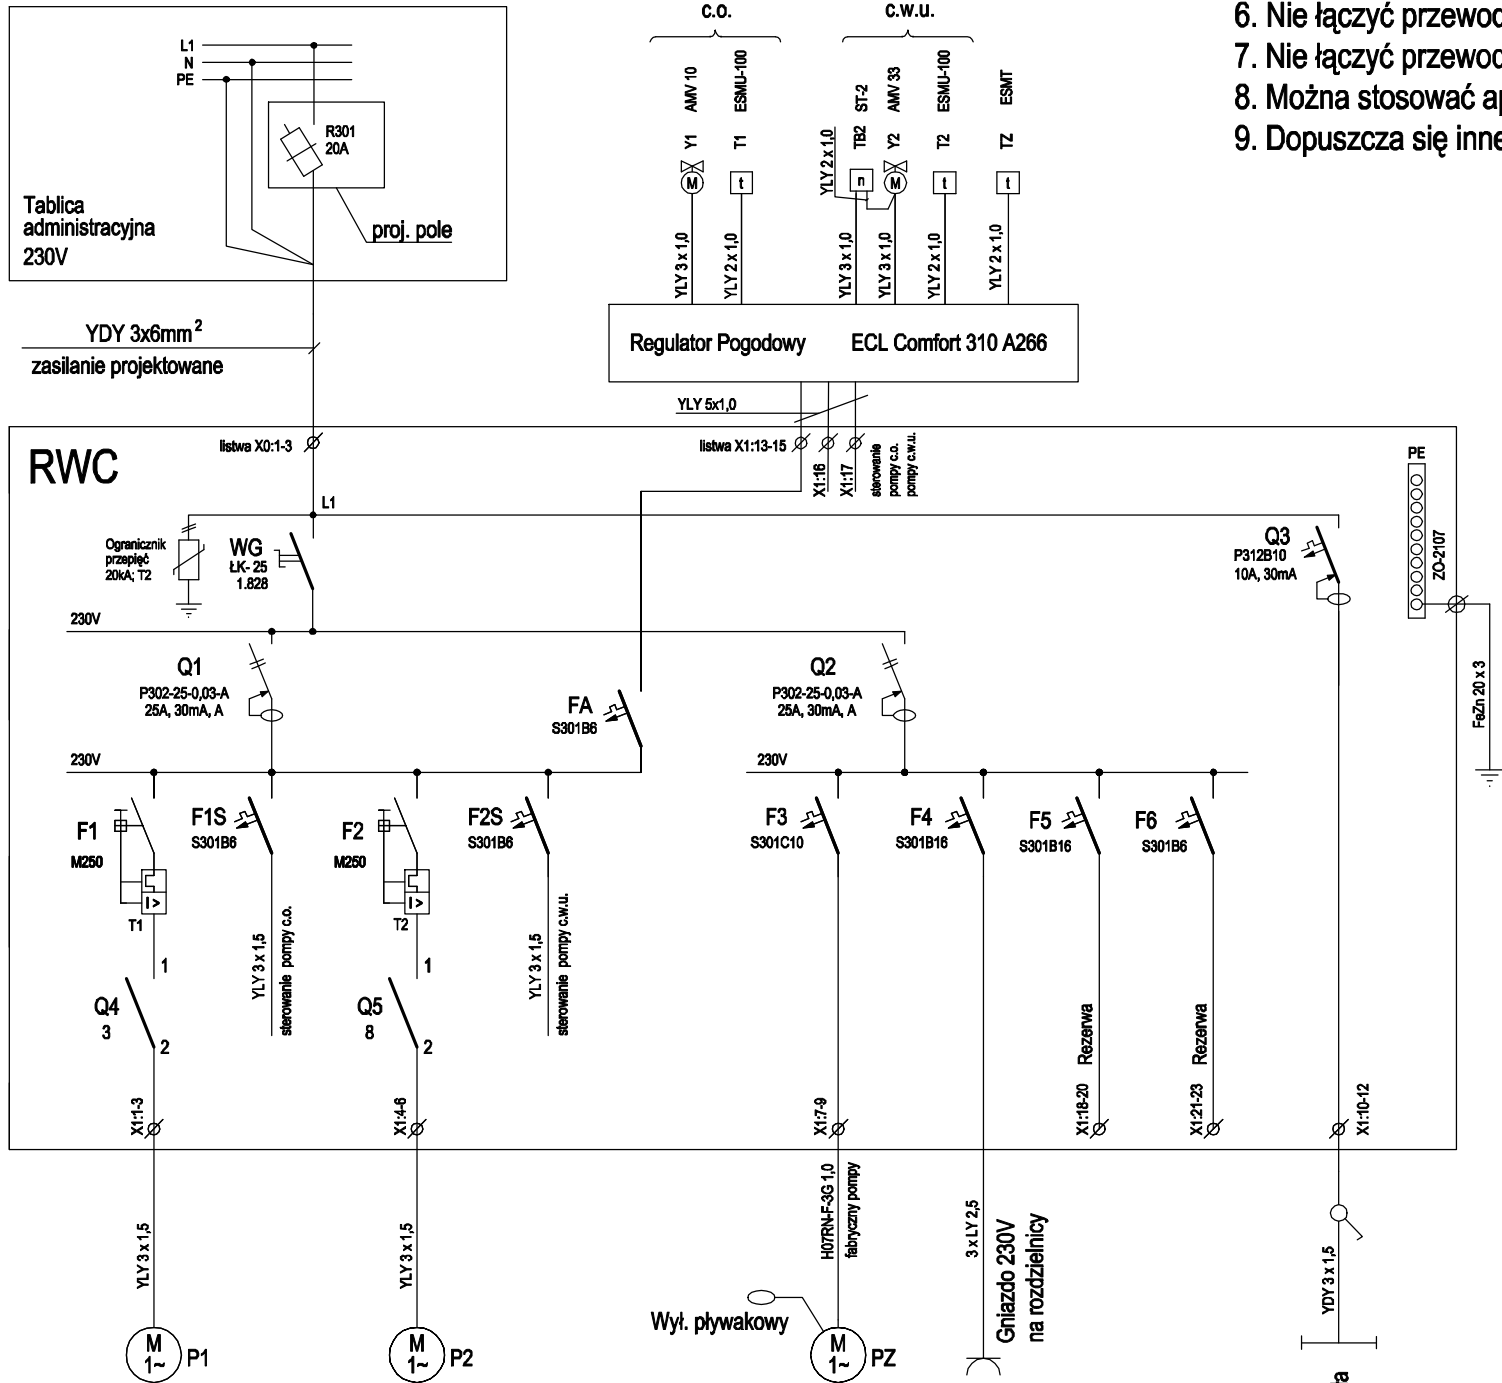 6. Nie łączyć
7. Nie łączyć
8. Można stosować
9. Dopuszcza się inne
c.o.
c.w.u.
L1
N
PE
R301
20A
Tablica
administracyjna
230V
proj. pole
Y1 AMV 10
T1 ESMU-100
TB2 ST-2
Y2 AMV 33
T2 ESMU-100
TZ ESMT
YLY 2 x 1,0
M
t
n
M
t
t
YLY 3 x 1,0
YLY 2 x 1,0
YLY 3 x 1,0
YLY 3 x 1,0
YLY 2 x 1,0
YLY 2 x 1,0
YDY 3x6mm²
zasilanie projektowane
Regulator Pogodowy ECL Comfort 310 A266
YLY 5x1,0
RWC
listwa X0:1-3
listwa X1:13-15
X1:16
X1:17
sterowanie
pompy c.o.
pompy c.w.u.
PE
ZO-2107
FeZn 20 x 3
L1
Ogranicznik
przepięć
20kA; T2
WG
ŁK- 25
1.828
Q3
P312B10
10A, 30mA
230V
Q1
P302-25-0,03-A
25A, 30mA, A
FA
S301B6
Q2
P302-25-0,03-A
25A, 30mA, A
230V
230V
F1
M250
F1S
S301B6
F2
M250
F2S
S301B6
F3
S301C10
F4
S301B16
F5
S301B16
F6
S301B6
I >
T1
I >
T2
YLY 3 x 1,5
sterowanie pompy c.o.
YLY 3 x 1,5
sterowanie pompy c.w.u.
1
Q4
3
2
1
Q5
8
2
Rezerwa
Rezerwa
X1:1-3
X1:4-6
X1:7-9
X1:18-20
X1:21-23
X1:10-12
YLY 3 x 1,5
YLY 3 x 1,5
H07RN-F-3G 1,0
fabryczny pompy
3 x LY 2,5
Gniazdo 230V
na rozdzielnicy
YDY 3 x 1,5
Wył. pływakowy
M
1~
P1
M
1~
P2
M
1~
PZ